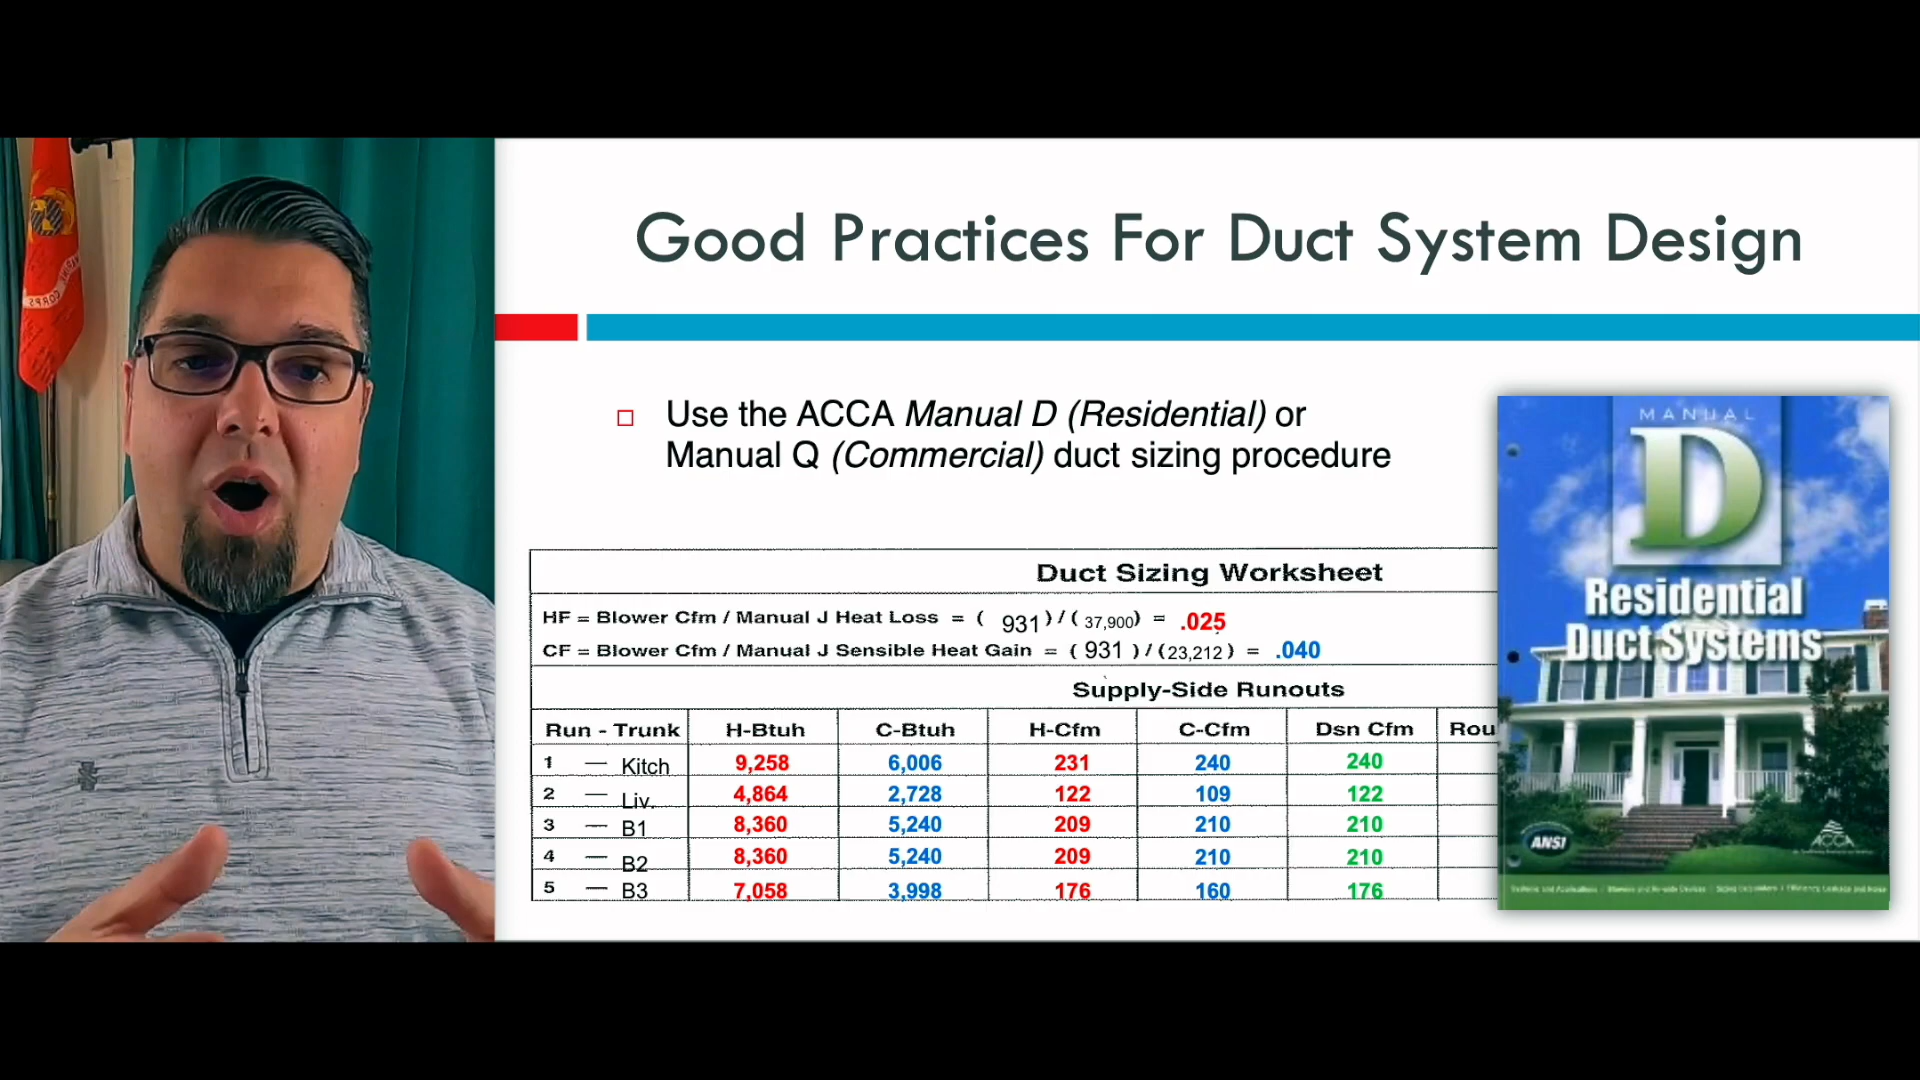 Good Practices For Duct System Design
Use the ACCA Manual D (Residential) or
Manual Q (Commercial) duct sizing procedure
Duct Sizing Worksheet
HF = Blower Cfm / Manual J Heat Loss = ( 931 ) / ( 37,900) = .025
CF = Blower Cfm / Manual J Sensible Heat Gain = ( 931 ) / (23,212 ) = .040
Supply-Side Runouts
Run - Trunk H-Btuh C-Btuh H-Cfm C-Cfm Dsn Cfm Rou
1 — Kitch 9,258 6,006 231 240 240
2 — Liv. 4,864 2,728 122 109 122
3 — B1 8,360 5,240 209 210 210
4 — B2 8,360 5,240 209 210 210
5 — B3 7,058 3,998 176 160 176
MANUAL
D
Residential
Duct Systems
ANSI
ACCA
CORPS